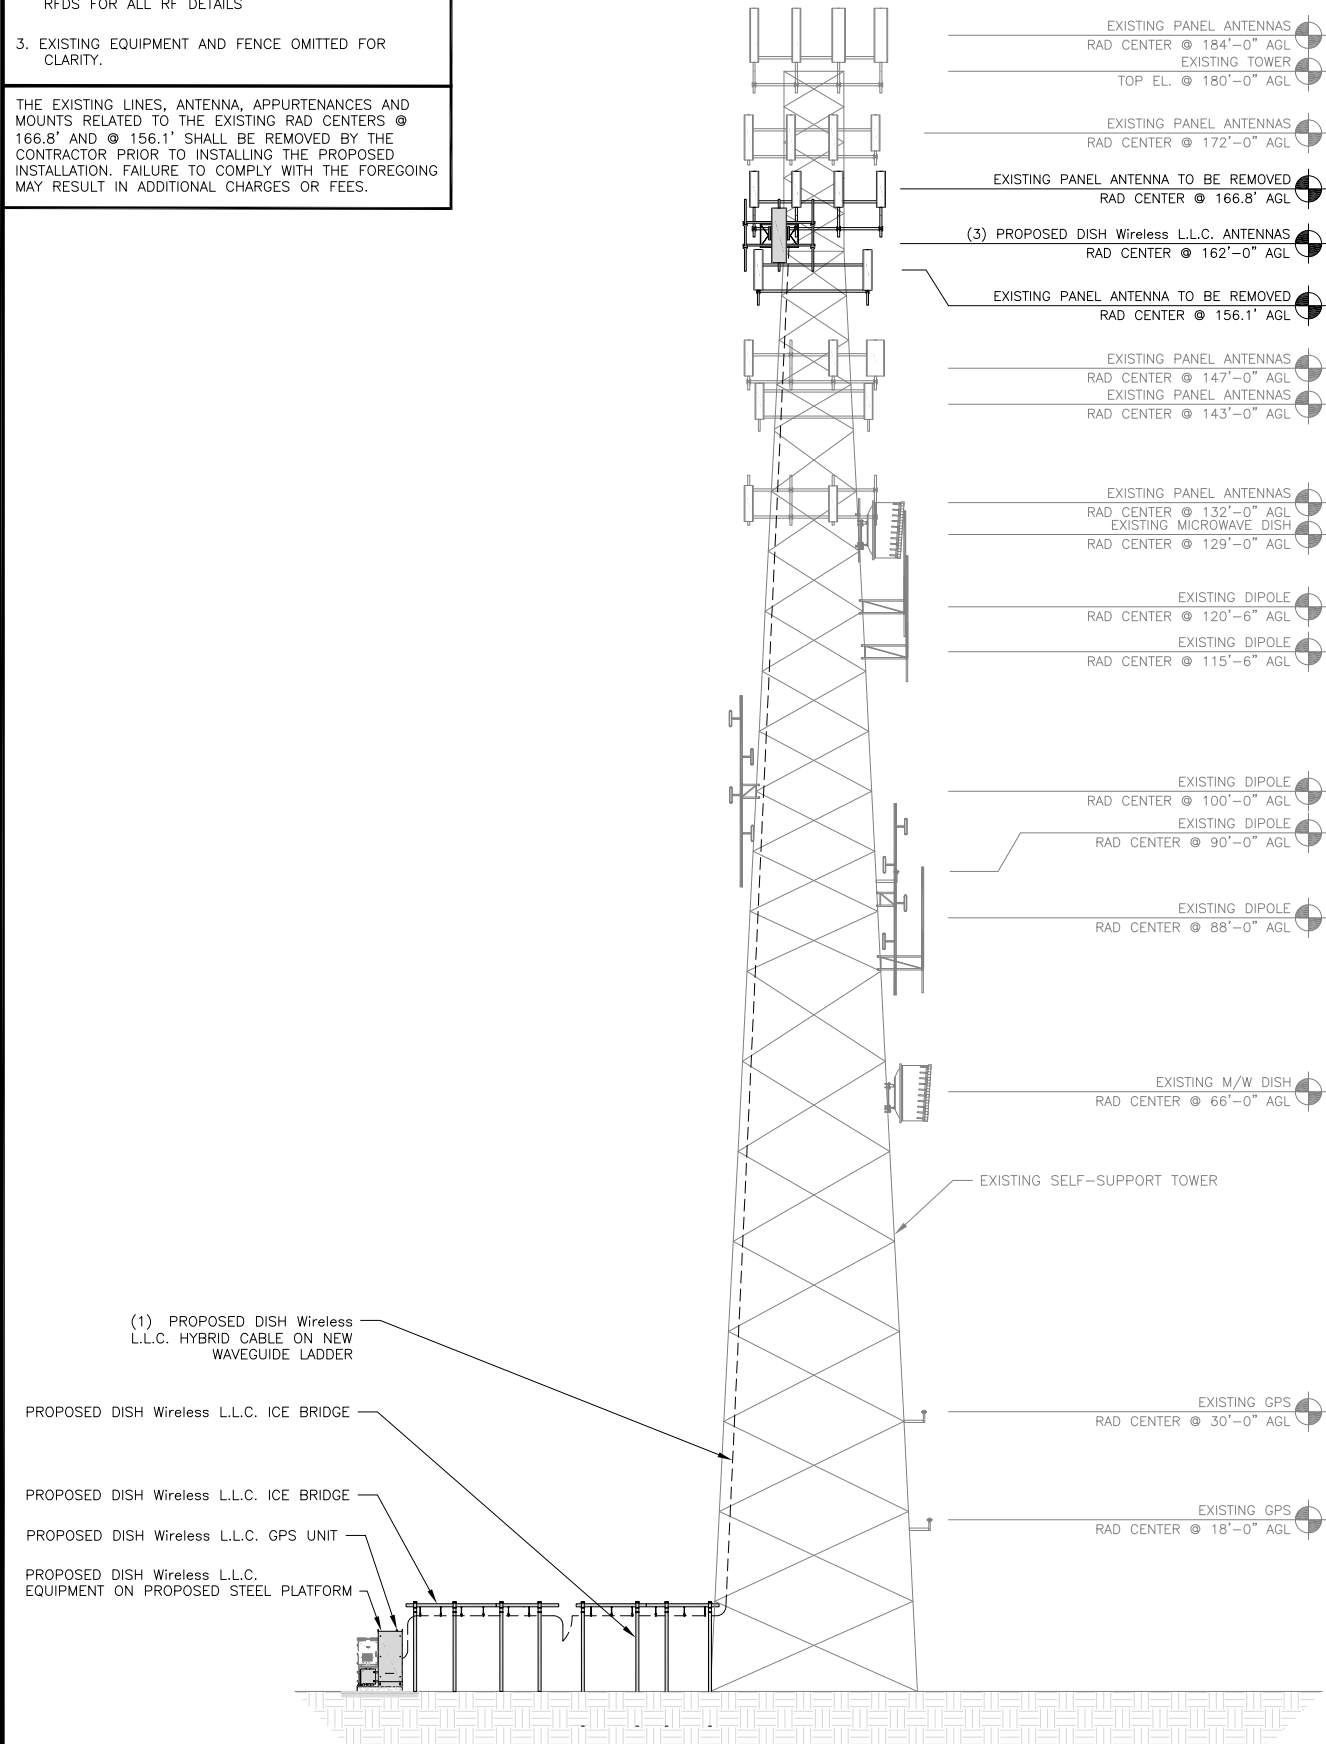 RFDS FOR ALL RF DETAILS
3. EXISTING EQUIPMENT AND FENCE OMITTED FOR
CLARITY.
THE EXISTING LINES, ANTENNA, APPURTENANCES AND
MOUNTS RELATED TO THE EXISTING RAD CENTERS @
166.8' AND @ 156.1' SHALL BE REMOVED BY THE
CONTRACTOR PRIOR TO INSTALLING THE PROPOSED
INSTALLATION. FAILURE TO COMPLY WITH THE FOREGOING
MAY RESULT IN ADDITIONAL CHARGES OR FEES.
EXISTING PANEL ANTENNAS
RAD CENTER @ 184'-0" AGL
EXISTING TOWER
TOP EL. @ 180'-0" AGL
EXISTING PANEL ANTENNAS
RAD CENTER @ 172'-0" AGL
EXISTING PANEL ANTENNA TO BE REMOVED
RAD CENTER @ 166.8' AGL
(3) PROPOSED DISH Wireless L.L.C. ANTENNAS
RAD CENTER @ 162'-0" AGL
EXISTING PANEL ANTENNA TO BE REMOVED
RAD CENTER @ 156.1' AGL
EXISTING PANEL ANTENNAS
RAD CENTER @ 147'-0" AGL
EXISTING PANEL ANTENNAS
RAD CENTER @ 143'-0" AGL
EXISTING PANEL ANTENNAS
RAD CENTER @ 132'-0" AGL
EXISTING MICROWAVE DISH
RAD CENTER @ 129'-0" AGL
EXISTING DIPOLE
RAD CENTER @ 120'-6" AGL
EXISTING DIPOLE
RAD CENTER @ 115'-6" AGL
EXISTING DIPOLE
RAD CENTER @ 100'-0" AGL
EXISTING DIPOLE
RAD CENTER @ 90'-0" AGL
EXISTING DIPOLE
RAD CENTER @ 88'-0" AGL
EXISTING M/W DISH
RAD CENTER @ 66'-0" AGL
EXISTING SELF-SUPPORT TOWER
(1) PROPOSED DISH Wireless
L.L.C. HYBRID CABLE ON NEW
WAVEGUIDE LADDER
PROPOSED DISH Wireless L.L.C. ICE BRIDGE
EXISTING GPS
RAD CENTER @ 30'-0" AGL
PROPOSED DISH Wireless L.L.C. ICE BRIDGE
EXISTING GPS
RAD CENTER @ 18'-0" AGL
PROPOSED DISH Wireless L.L.C. GPS UNIT
PROPOSED DISH Wireless L.L.C.
EQUIPMENT ON PROPOSED STEEL PLATFORM